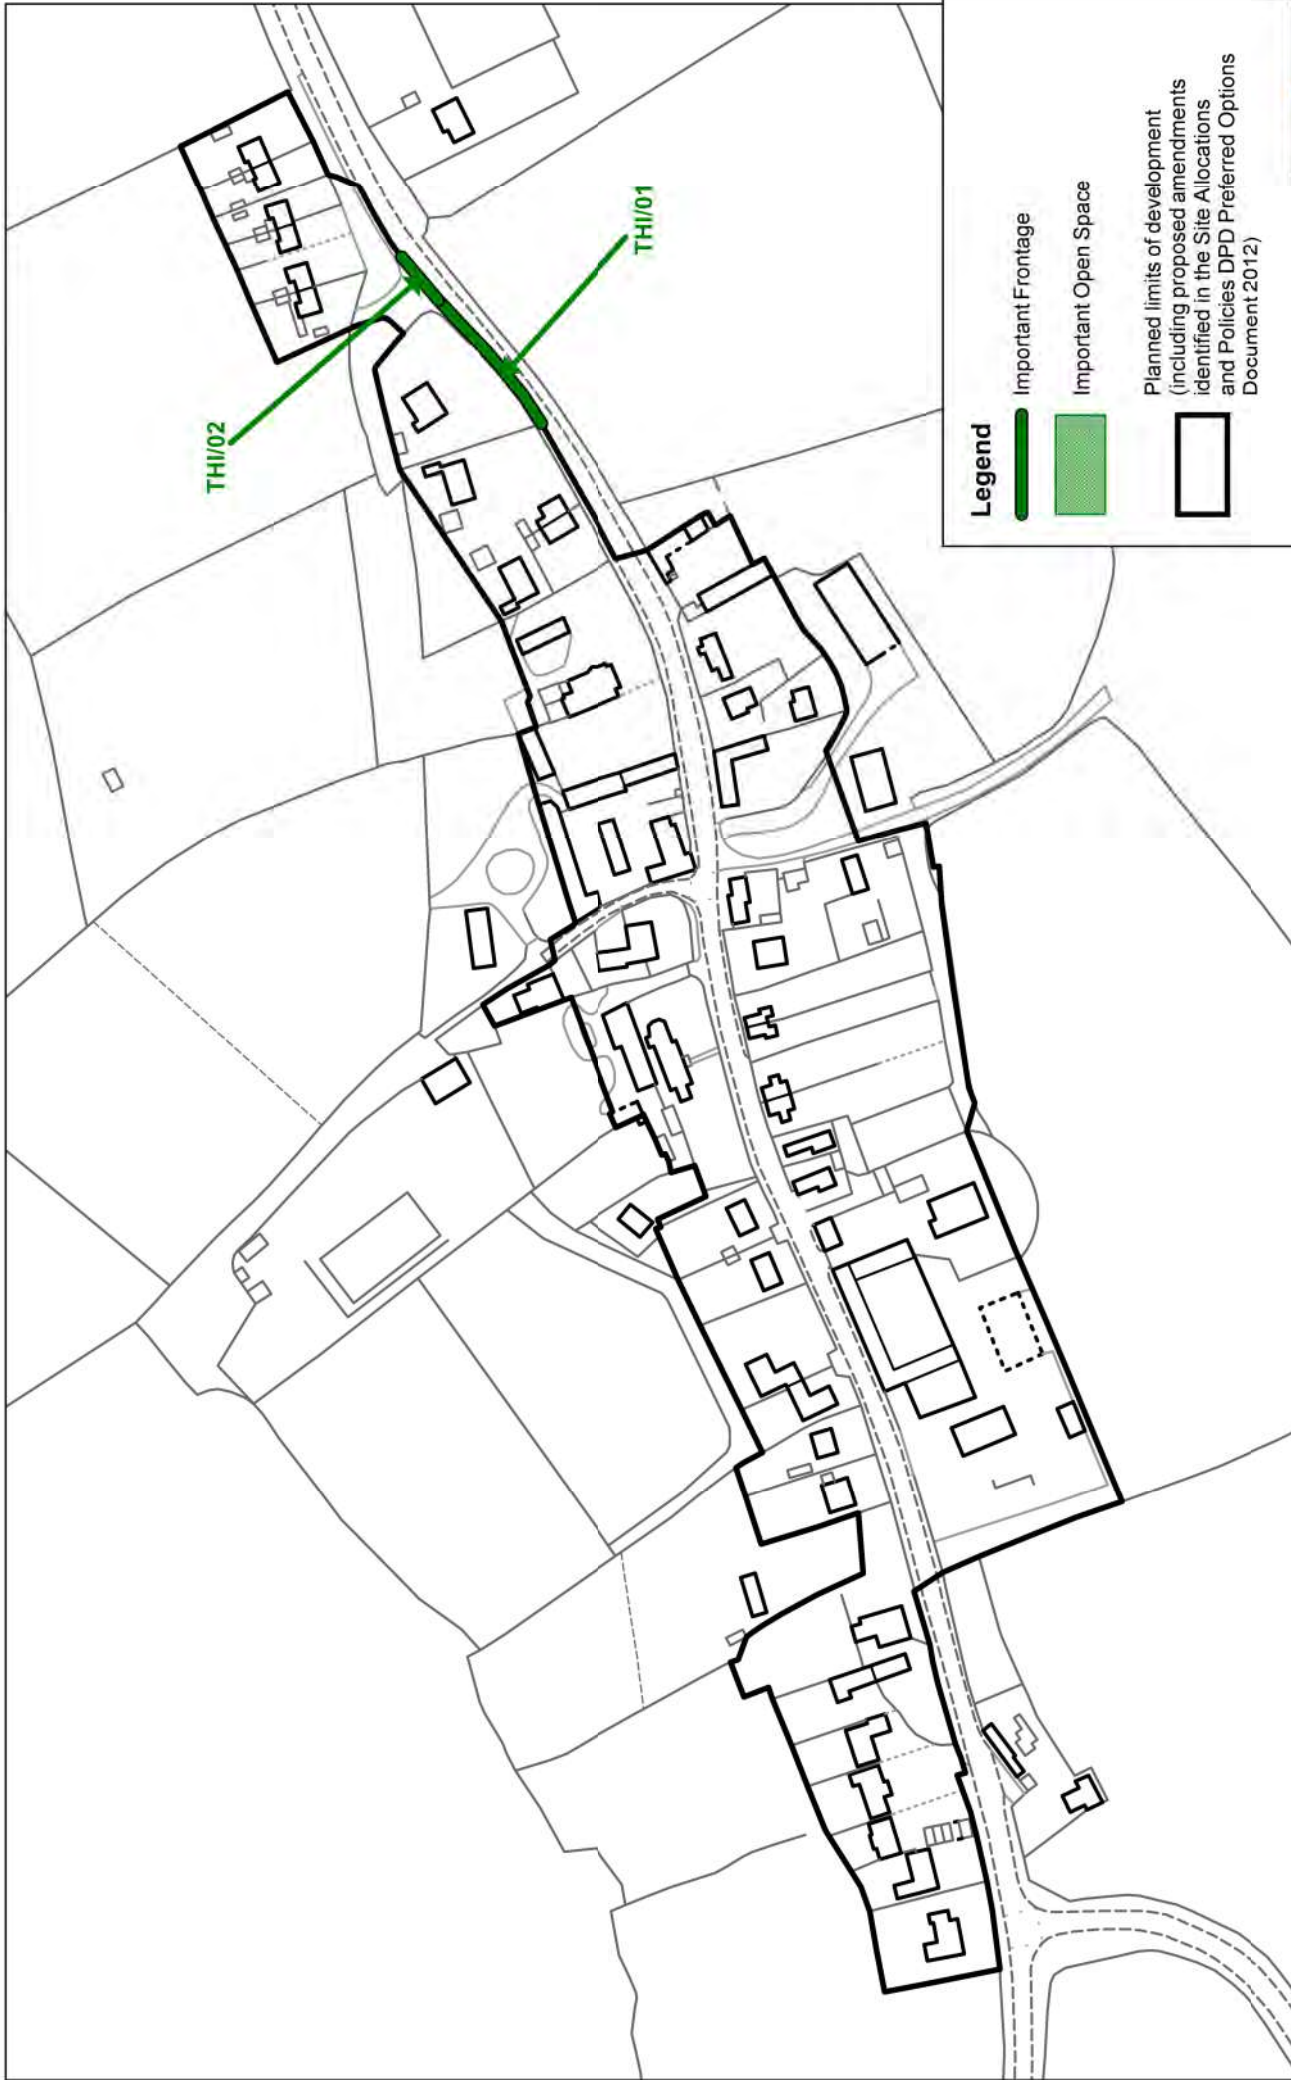 THI/02
THI/01
Legend
Important Frontage
Important Open Space
Planned limits of development
(including proposed amendments
identified in the Site Allocations
and Policies DPD Preferred Options
Document 2012)